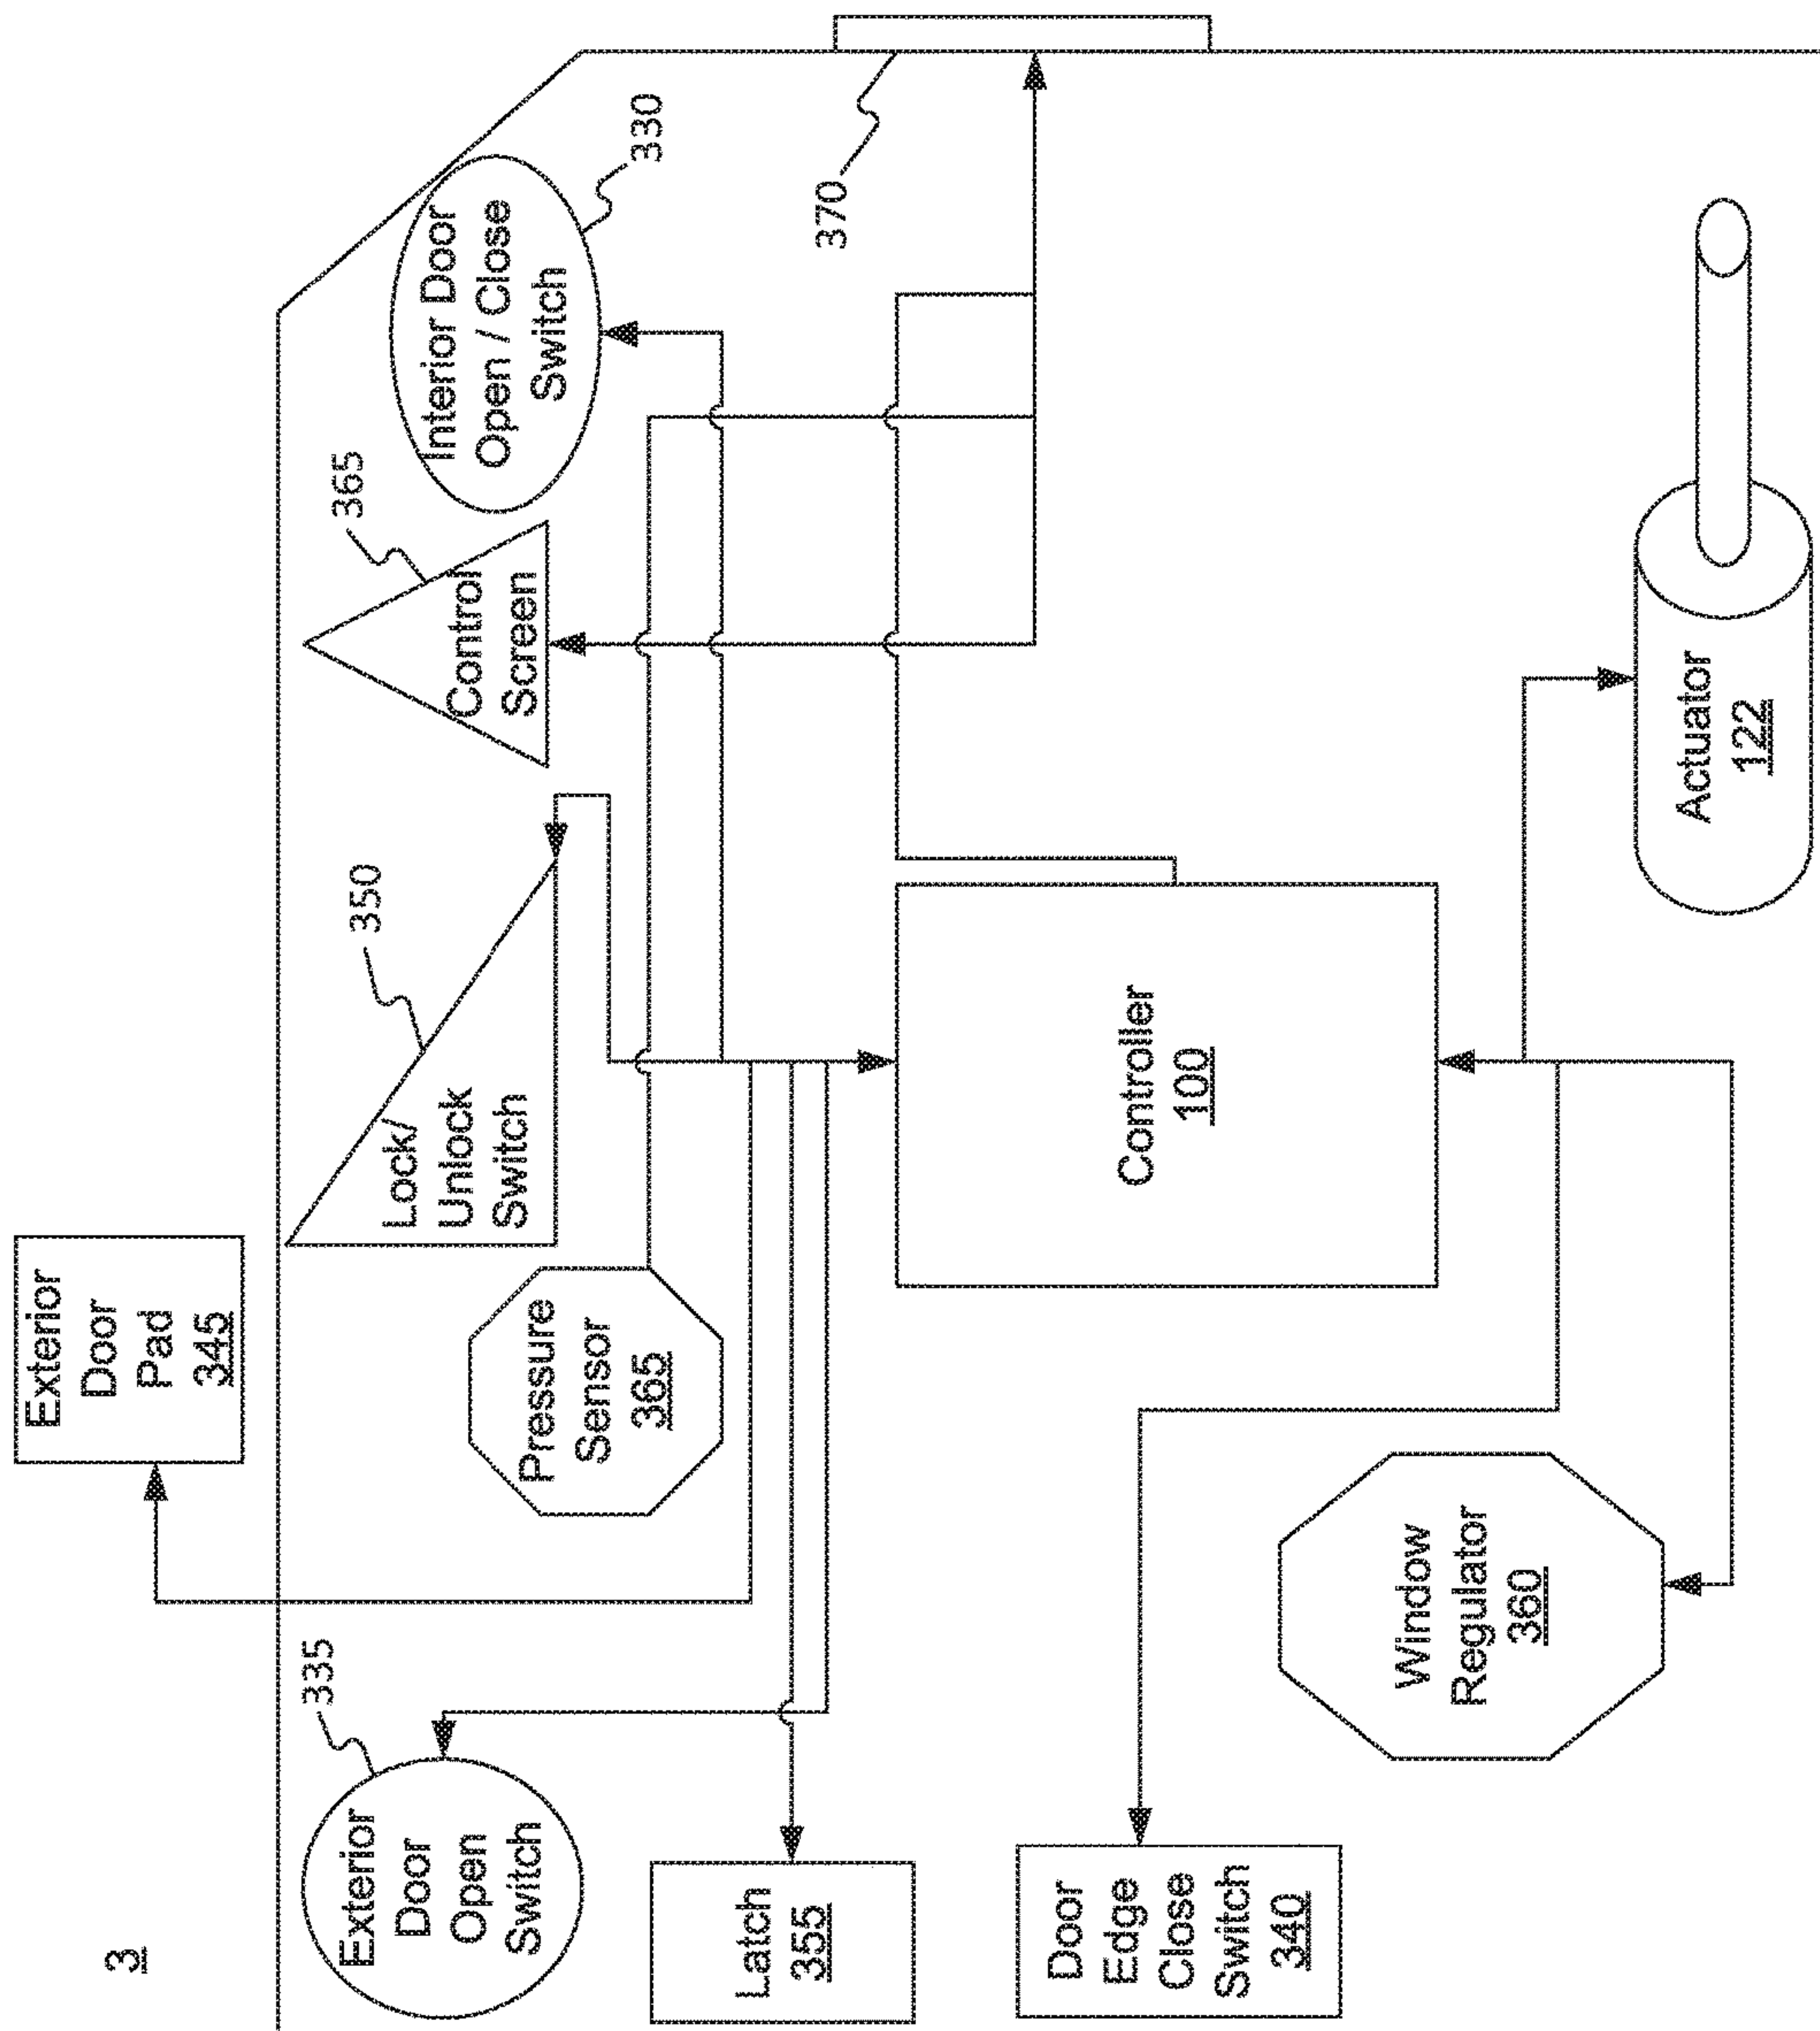 3
Exterior
Door
Pad
345
335
Exterior
Door
Open
Switch
350
Lock/
Unlock
Switch
365
Control
Screen
Interior Door
Open / Close
Switch
330
Pressure
Sensor
365
Latch
355
370
Door
Edge
Close
Switch
340
Controller
100
Window
Regulator
360
Actuator
122